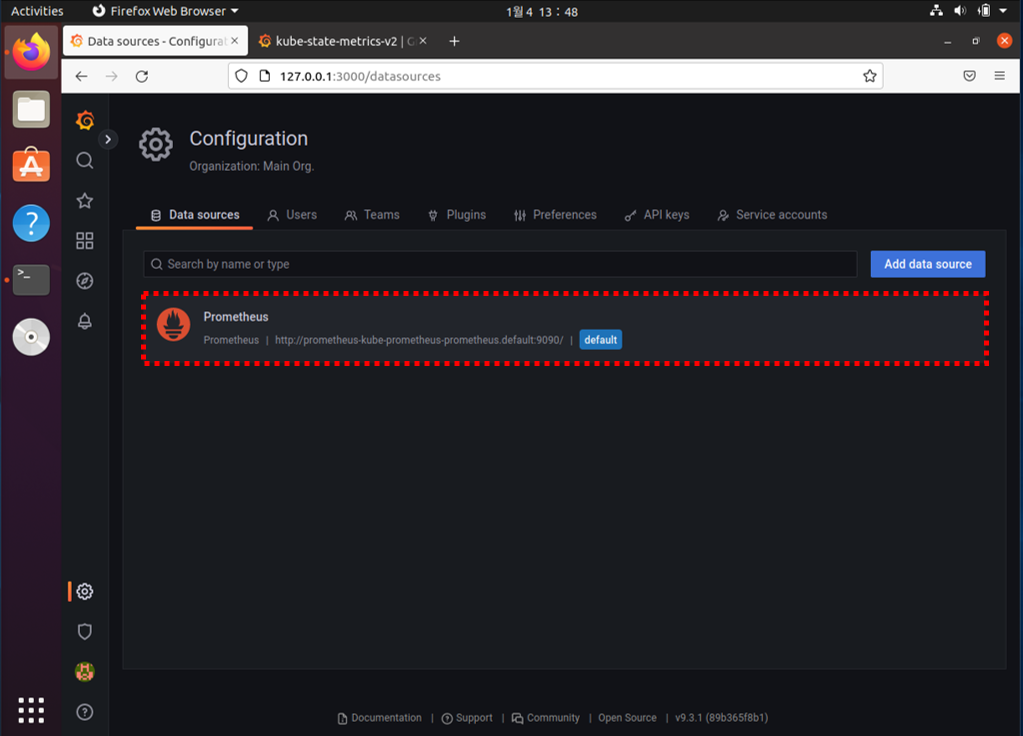 Activities
Firefox Web Browser
1월 4 13 : 48
Data sources - Configurat
kube-state-metrics-v2 | G
127.0.0.1:3000/datasources
Configuration
Organization: Main Org.
Data sources
Users
Teams
Plugins
Preferences
API keys
Service accounts
Search by name or type
Add data source
Prometheus
Prometheus | http://prometheus-kube-prometheus-prometheus.default:9090/ | default
Documentation | Support | Community | Open Source | v9.3.1 (89b365f8b1)